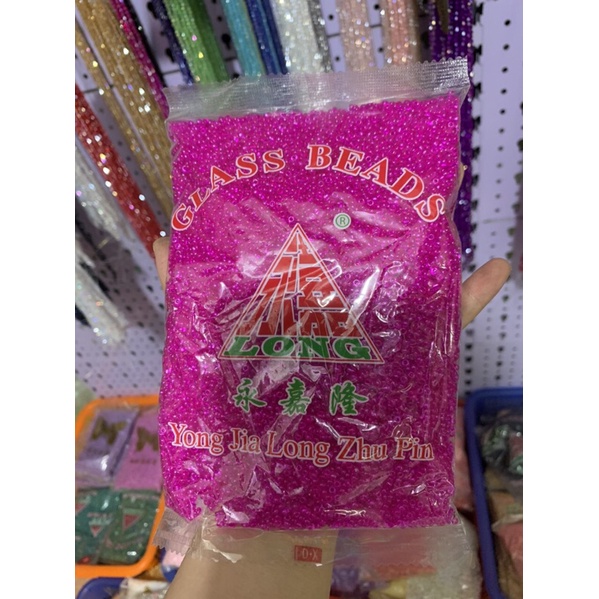 GLASS BEADS
®
LONG
永嘉隆
Yong Jia Long Zhu Pin